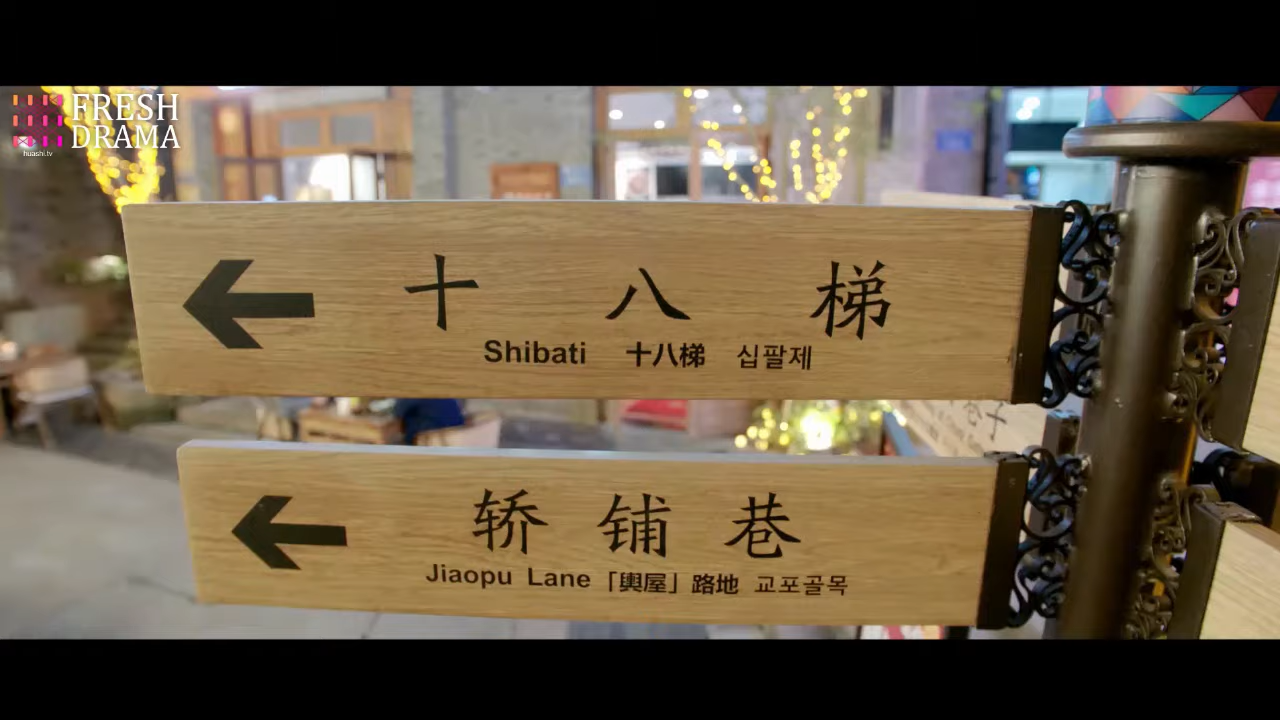 FRESH
DRAMA
huashi.tv
十八梯
Shibati 十八梯 십팔제
轿铺巷
Jiaopu Lane「輿屋」路地 교포골목